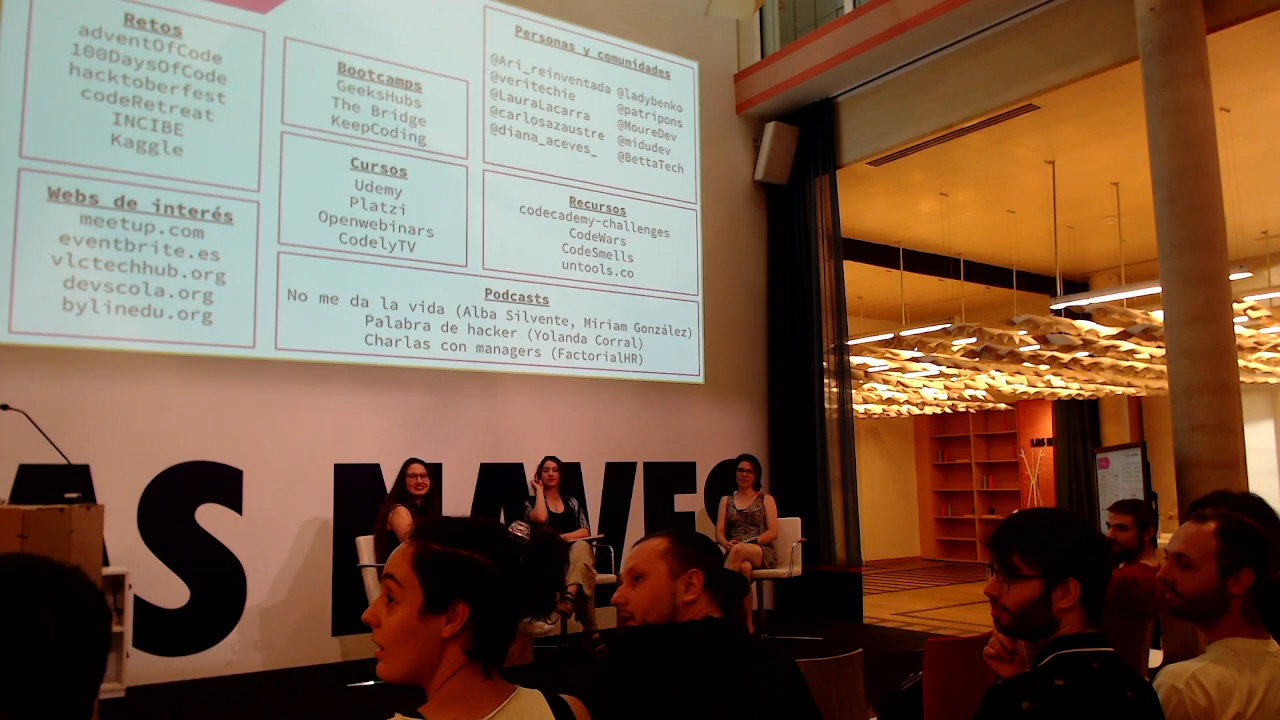 Retos
adventOfCode
100DaysOfCode
hacktoberfest
codeRetreat
INCIBE
Kaggle
Webs de interés
meetup.com
eventbrite.es
vlctechhub.org
devscola.org
bylinedu.org
Bootcamps
GeeksHubs
The Bridge
KeepCoding
Cursos
Udemy
Platzi
Openwebinars
CodelyTV
Personas y comunidades
@Ari_reinventada @ladybenko
@veritechie @patripons
@LauraLacarra @MoureDev
@carlosazaustre @midudev
@diana_aceves_ @BettaTech
Recursos
codecademy-challenges
CodeWars
CodeSmells
untools.co
Podcasts
No me da la vida (Alba Silvente, Miriam González)
Palabra de hacker (Yolanda Corral)
Charlas con managers (FactorialHR)
AS NAVES
LAS N